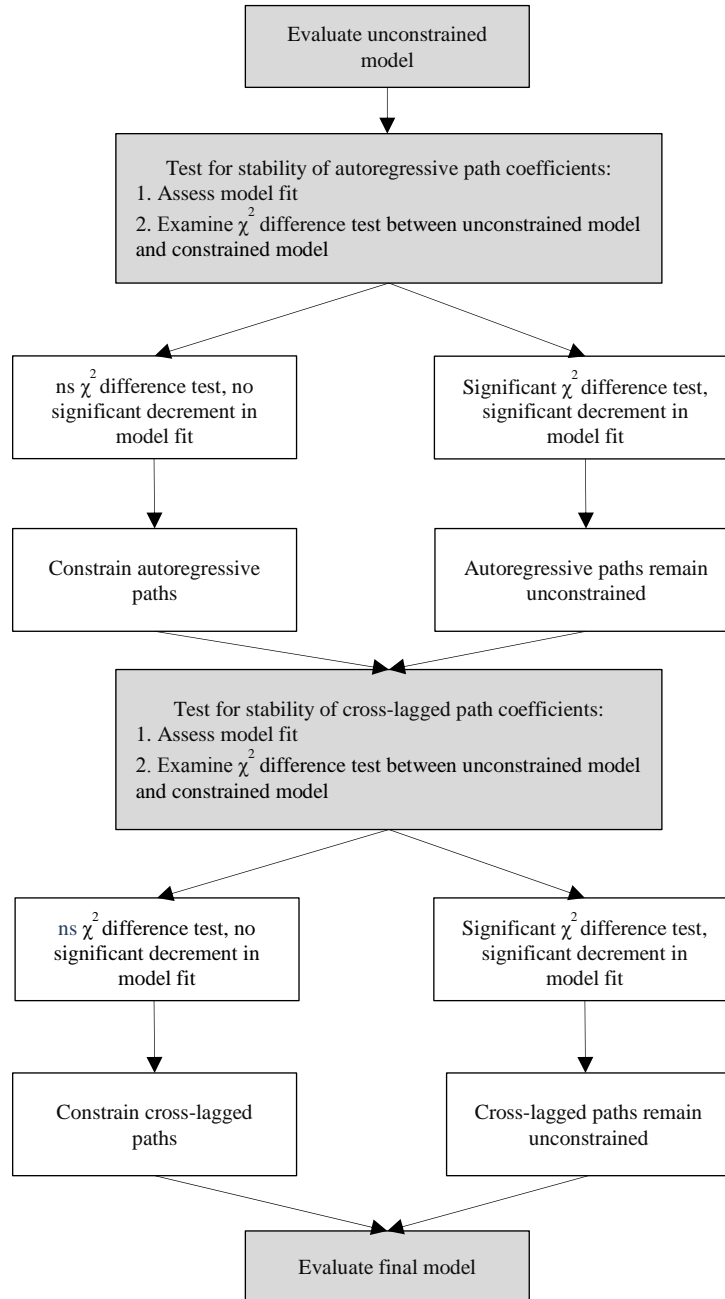 Evaluate unconstrained
model
Test for stability of autoregressive path coefficients:
1. Assess model fit
2. Examine χ² difference test between unconstrained model
and constrained model
ns χ² difference test, no
significant decrement in
model fit
Significant χ² difference test,
significant decrement in
model fit
Constrain autoregressive
paths
Autoregressive paths remain
unconstrained
Test for stability of cross-lagged path coefficients:
1. Assess model fit
2. Examine χ² difference test between unconstrained model
and constrained model
ns χ² difference test, no
significant decrement in
model fit
Significant χ² difference test,
significant decrement in
model fit
Constrain cross-lagged
paths
Cross-lagged paths remain
unconstrained
Evaluate final model